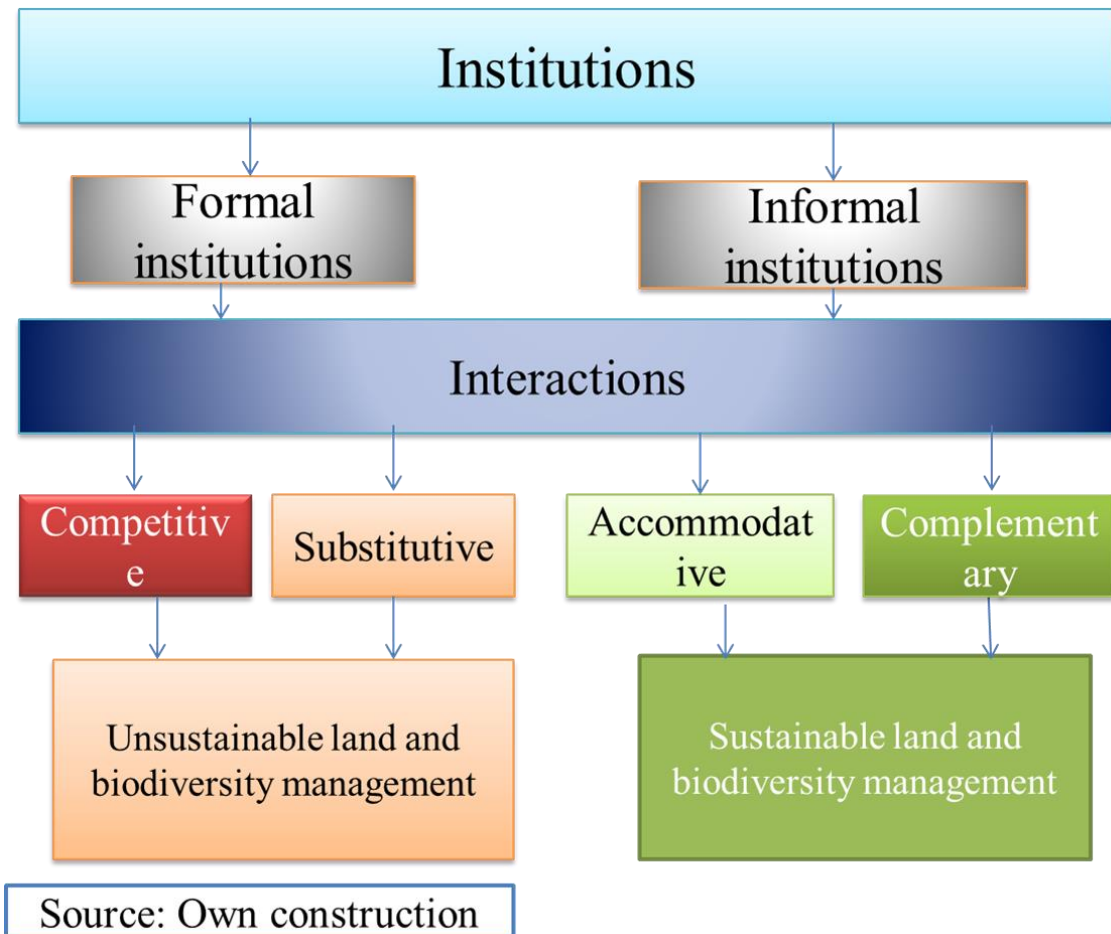 Institutions
Formal
institutions
Informal
institutions
Interactions
Competitiv
e
Substitutive
Accommodat
ive
Complement
ary
Unsustainable land and
biodiversity management
Sustainable land and
biodiversity management
Source: Own construction